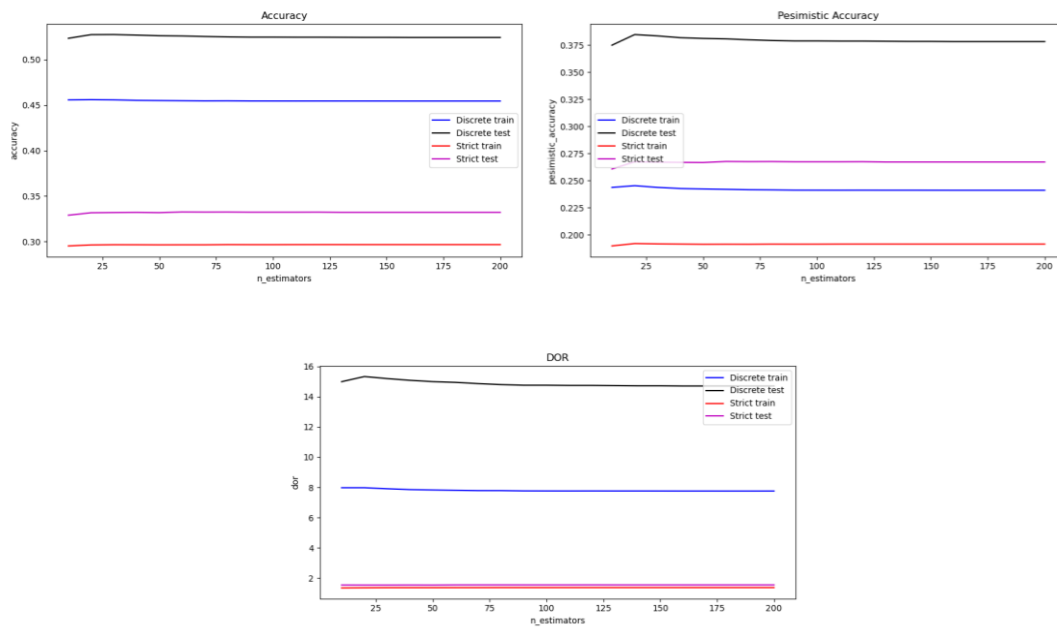 Accuracy
accuracy
0.50
0.45
0.40
0.35
0.30
Discrete train
Discrete test
Strict train
Strict test
25 50 75 100 125 150 175 200
n_estimators
Pesimistic Accuracy
pesimistic_accuracy
0.375
0.350
0.325
0.300
0.275
0.250
0.225
0.200
Discrete train
Discrete test
Strict train
Strict test
25 50 75 100 125 150 175 200
n_estimators
DOR
dor
16
14
12
10
8
6
4
2
Discrete train
Discrete test
Strict train
Strict test
25 50 75 100 125 150 175 200
n_estimators